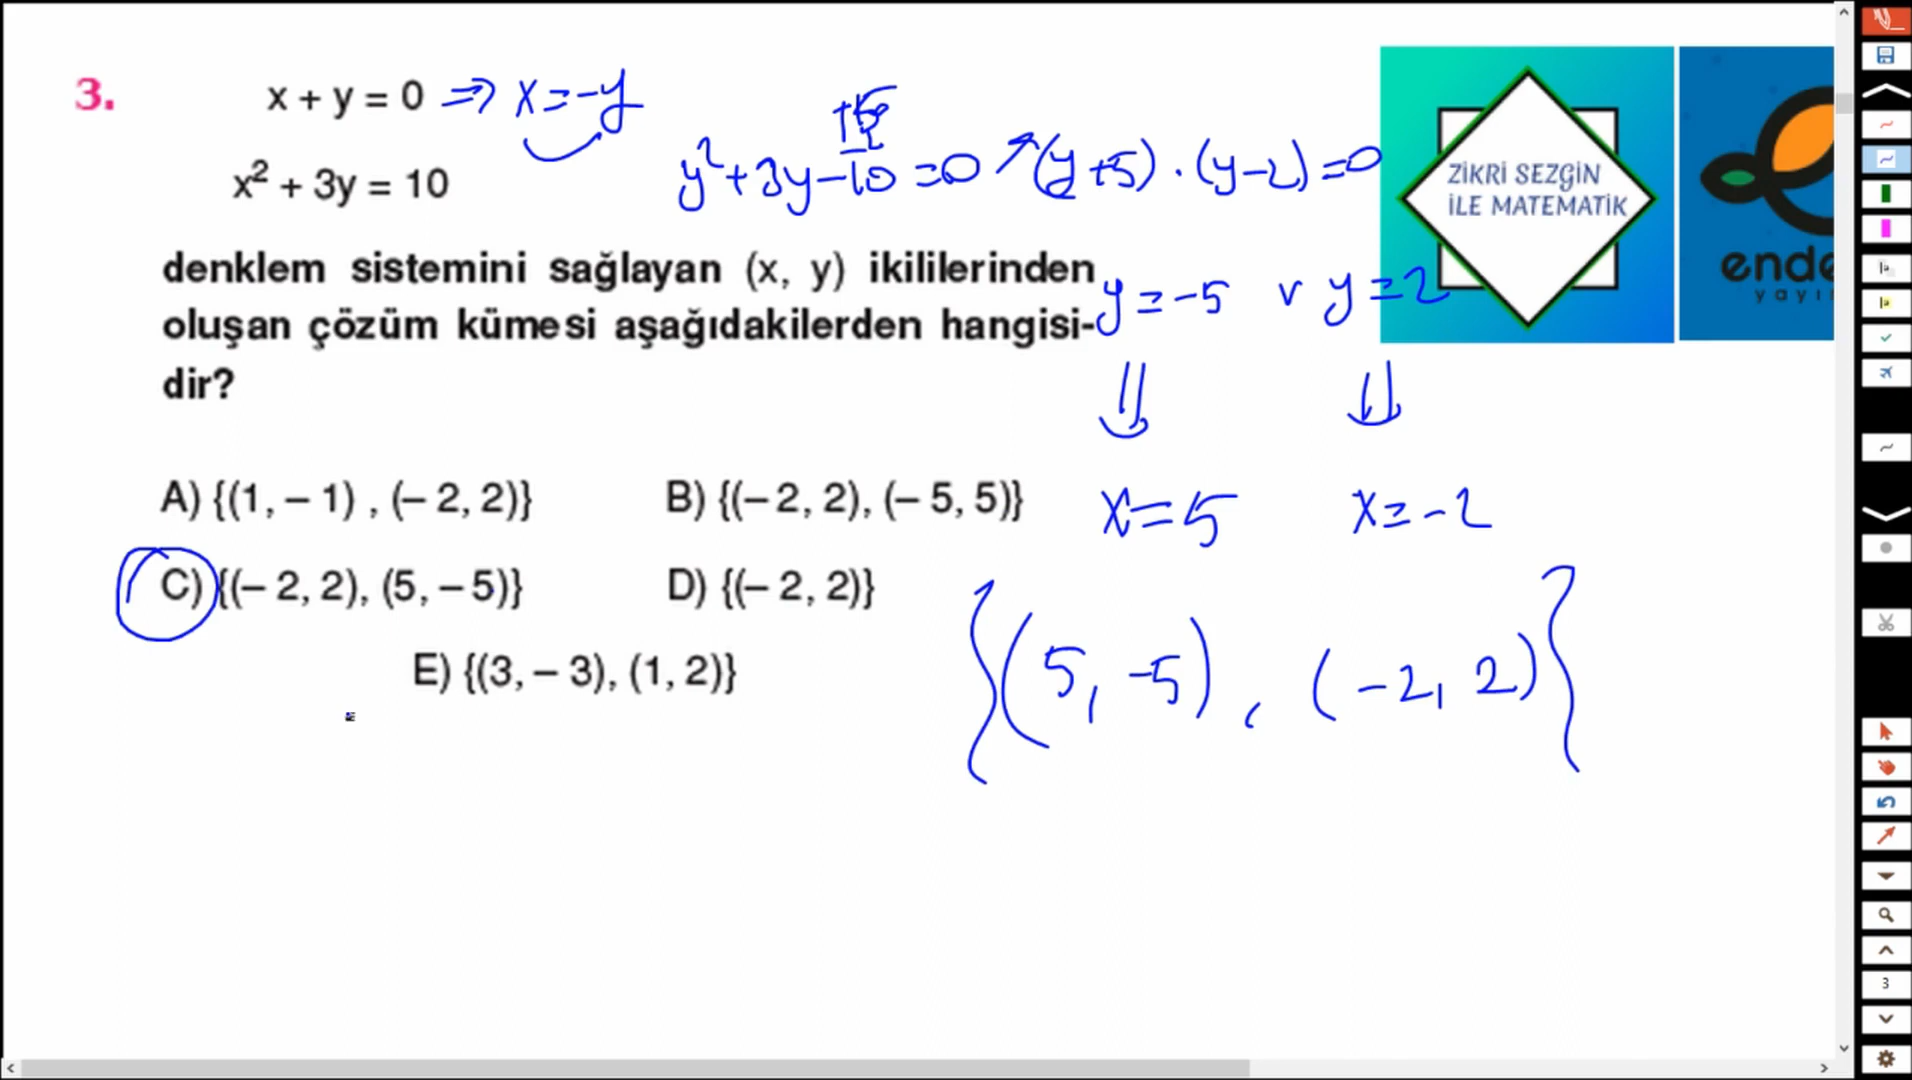 3. x + y = 0 ⇒ x = -y
x² + 3y = 10
y² + 3y - 10 = 0 ↗ (y + 5) . (y - 2) = 0
denklem sistemini sağlayan (x, y) ikililerinden
oluşan çözüm kümesi aşağıdakilerden hangisi-
dir?
y = -5 v y = 2
⇓ ⇓
x = 5 x = -2
A) {(1, – 1) , (– 2, 2)} B) {(– 2, 2), (– 5, 5)}
C) {(– 2, 2), (5, – 5)} D) {(– 2, 2)}
E) {(3, – 3), (1, 2)}
{(5, -5) , (-2, 2)}
ZİKRİ SEZGİN
İLE MATEMATİK
3